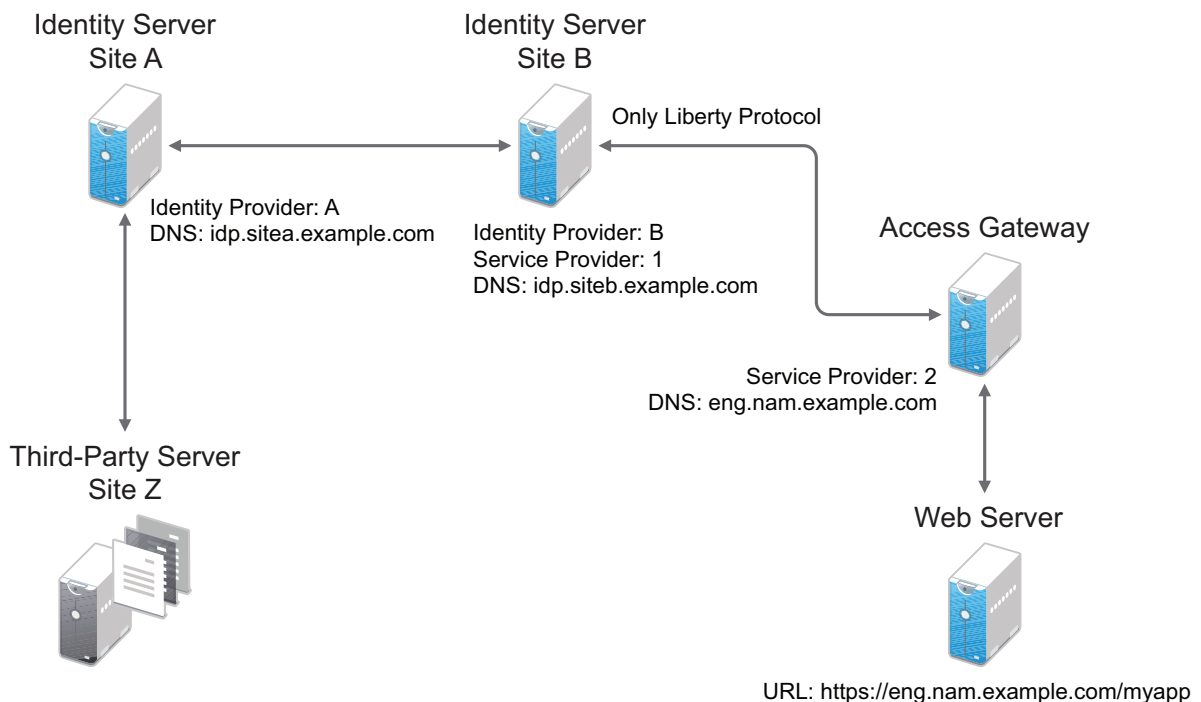 Identity Server
Site A
Identity Server
Site B
Only Liberty Protocol
Identity Provider: A
DNS: idp.sitea.example.com
Identity Provider: B
Service Provider: 1
DNS: idp.siteb.example.com
Access Gateway
Service Provider: 2
DNS: eng.nam.example.com
Third-Party Server
Site Z
Web Server
URL: https://eng.nam.example.com/myapp